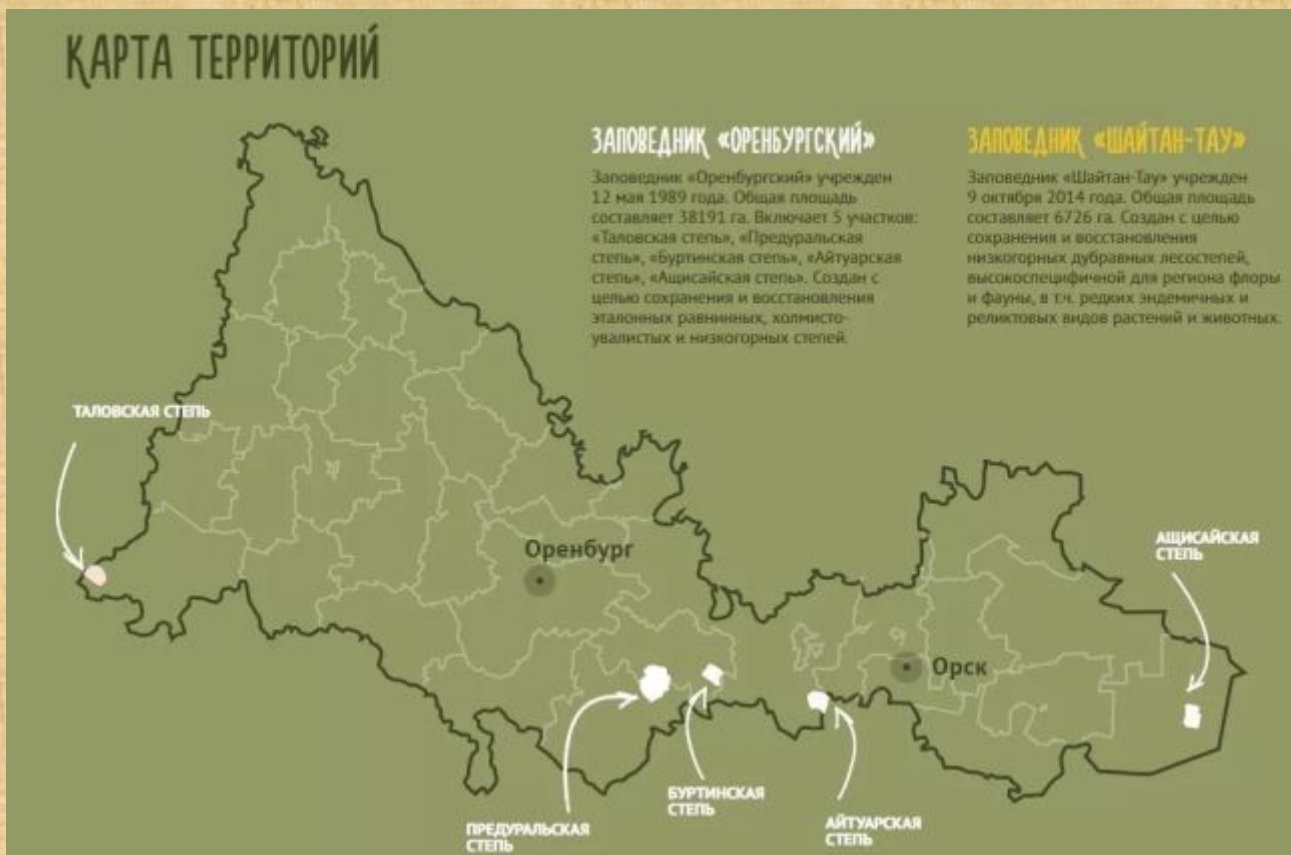 КАРТА ТЕРРИТОРИЙ
ЗАПОВЕДНИК «ОРЕНБУРГСКИЙ»
Заповедник «Оренбургский» учрежден
12 мая 1989 года. Общая площадь
составляет 38191 га. Включает 5 участков:
«Таловская степь», «Предуральская
степь», «Буртинская степь», «Айтуарская
степь», «Ащисайская степь». Создан с
целью сохранения и восстановления
эталонных равнинных, холмисто-
увалистых и низкогорных степей.
ЗАПОВЕДНИК «ШАЙТАН-ТАУ»
Заповедник «Шайтан-Тау» учрежден
9 октября 2014 года. Общая площадь
составляет 6726 га. Создан с целью
сохранения и восстановления
низкогорных дубравных лесостепей,
высокоспецифичной для региона флоры
и фауны, в т.ч. редких эндемичных и
реликтовых видов растений и животных.
ТАЛОВСКАЯ СТЕПЬ
Оренбург
АЩИСАЙСКАЯ
СТЕПЬ
Орск
БУРТИНСКАЯ
СТЕПЬ
ПРЕДУРАЛЬСКАЯ
СТЕПЬ
АЙТУАРСКАЯ
СТЕПЬ